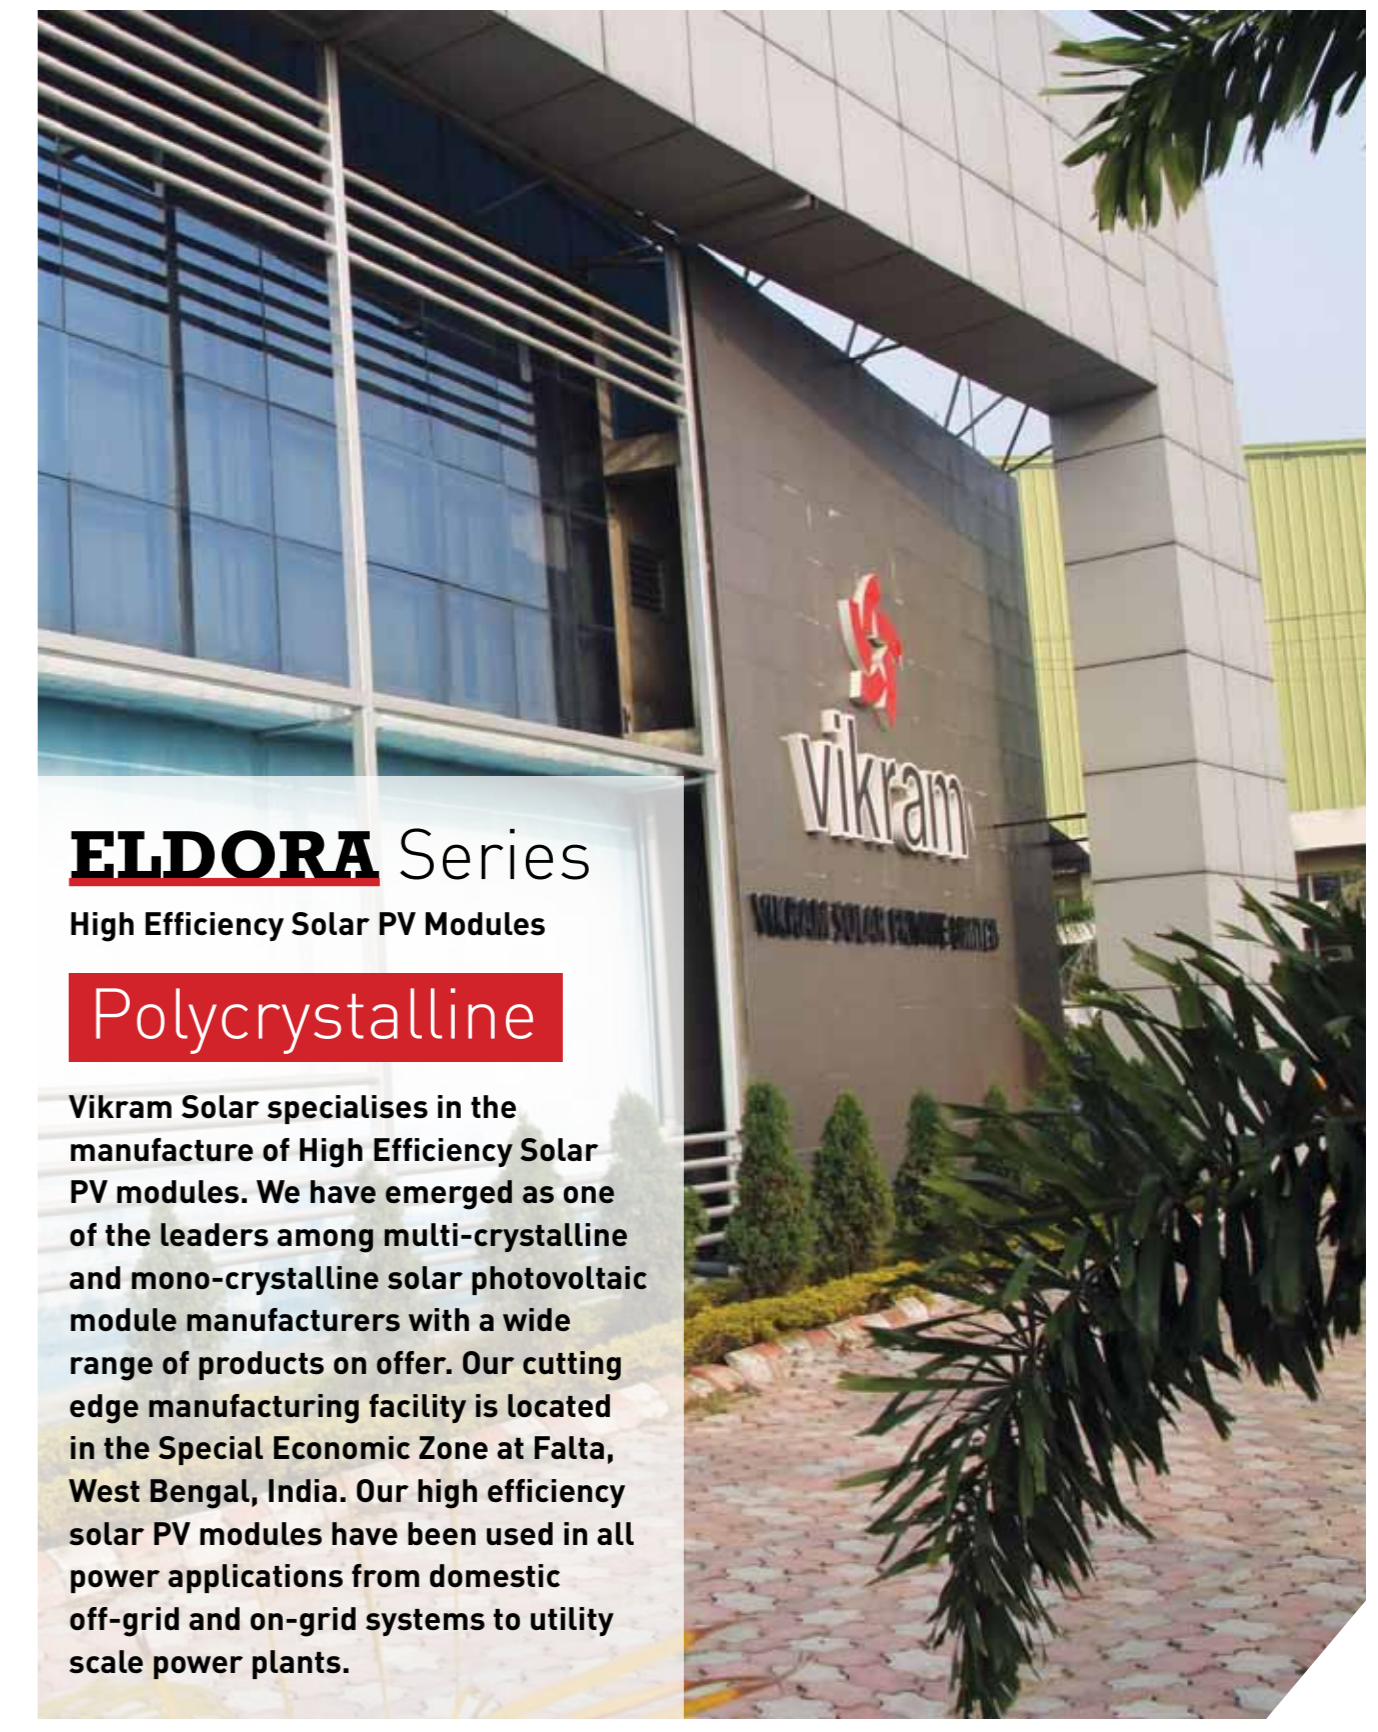 vikram
VIKRAM SOLAR PRIVATE LIMITED
ELDORA Series
High Efficiency Solar PV Modules
Polycrystalline
Vikram Solar specialises in the
manufacture of High Efficiency Solar
PV modules. We have emerged as one
of the leaders among multi-crystalline
and mono-crystalline solar photovoltaic
module manufacturers with a wide
range of products on offer. Our cutting
edge manufacturing facility is located
in the Special Economic Zone at Falta,
West Bengal, India. Our high efficiency
solar PV modules have been used in all
power applications from domestic
off-grid and on-grid systems to utility
scale power plants.